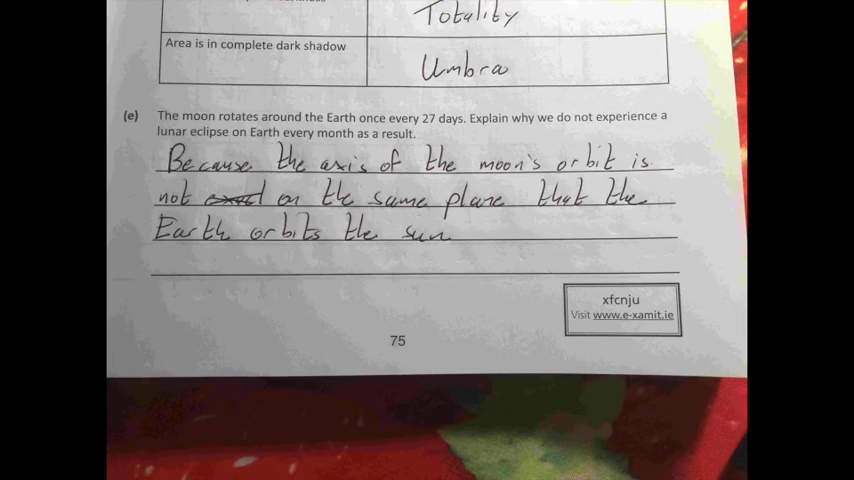 Totality
Area is in complete dark shadow
Umbra
(e) The moon rotates around the Earth once every 27 days. Explain why we do not experience a
lunar eclipse on Earth every month as a result.
Because the axis of the moon's orbit is
not on the same plane that the
Earth orbits the sun
xfcnju
Visit www.e-xamit.ie
75